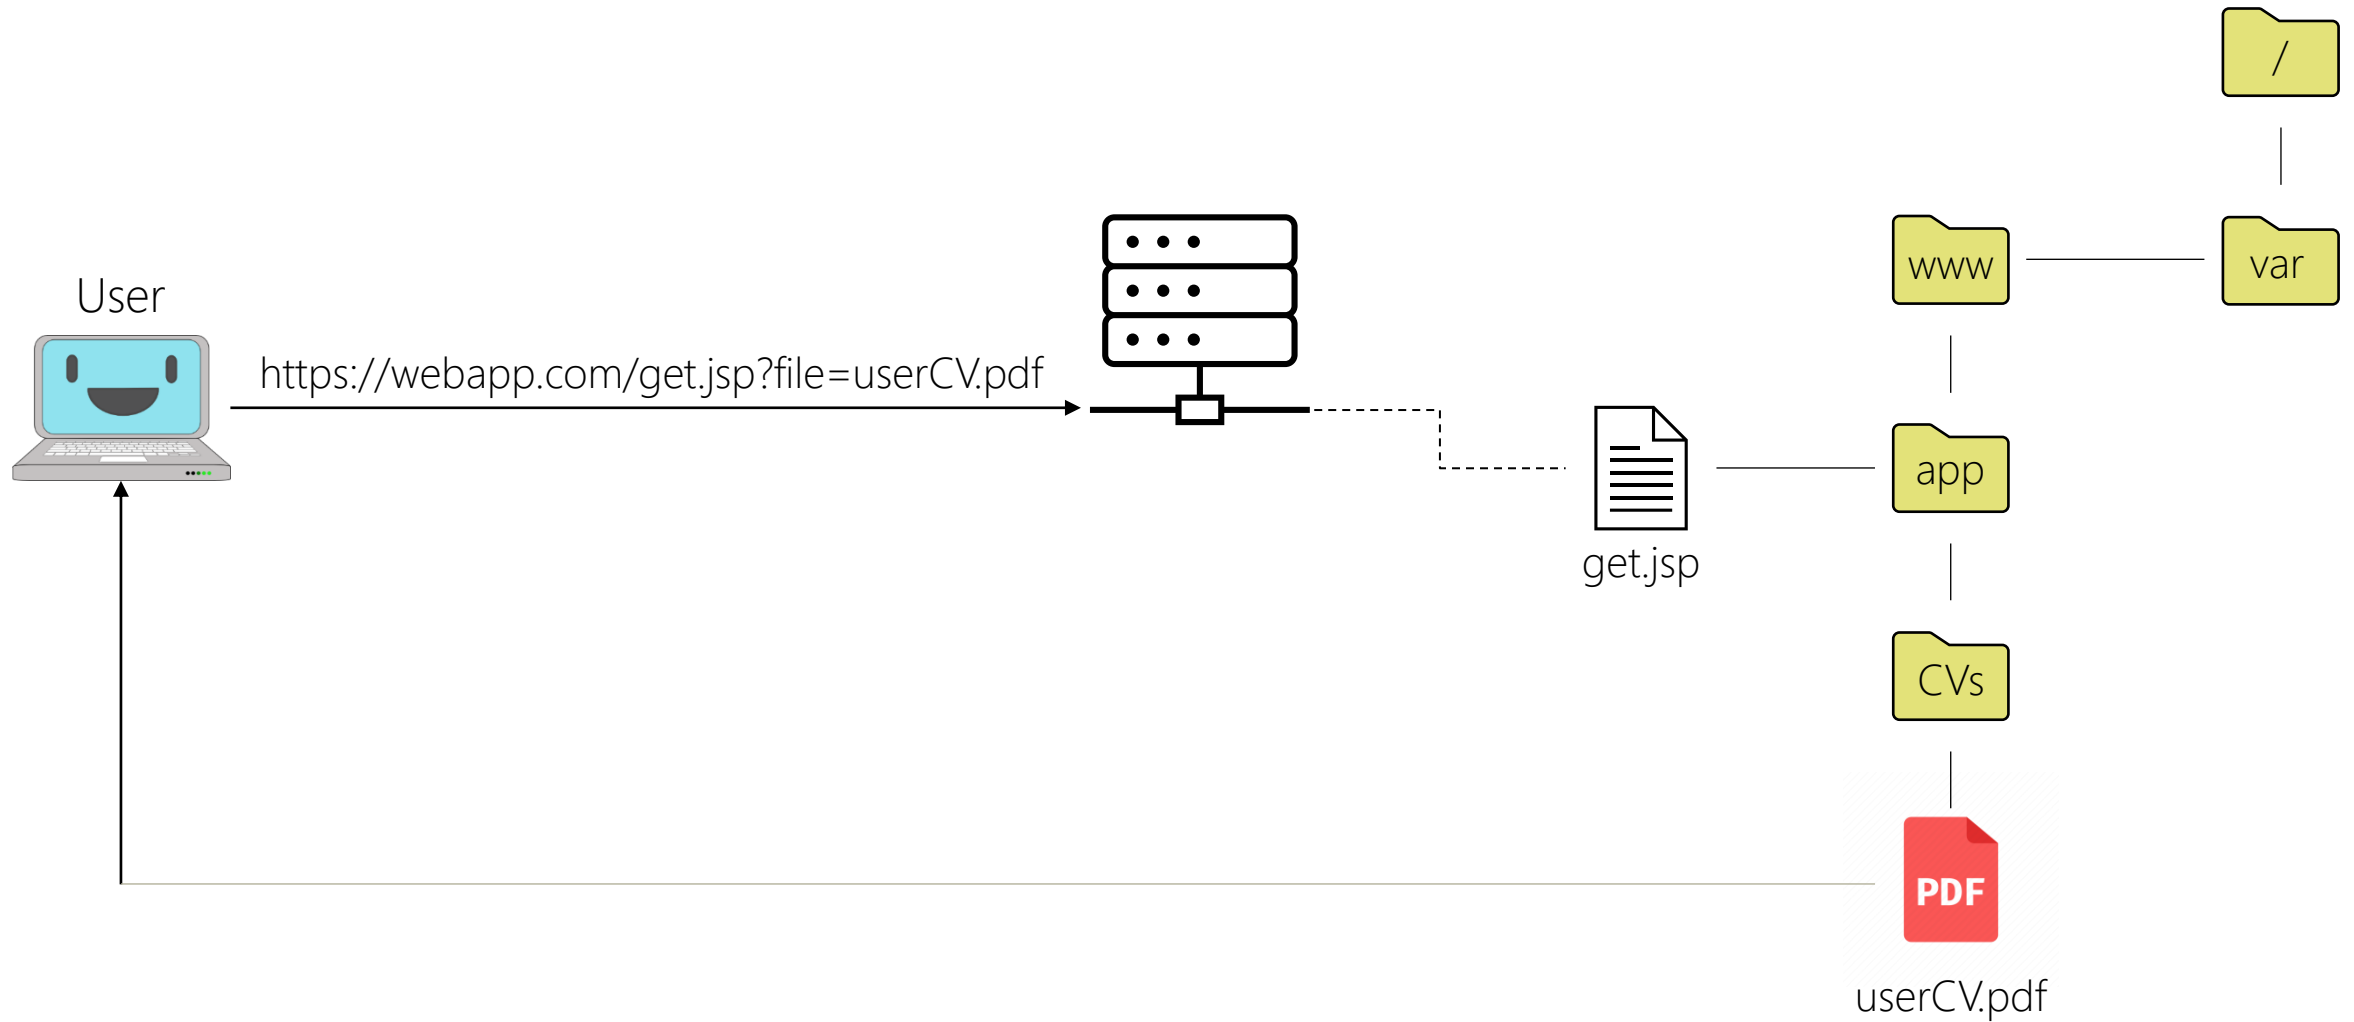 /
www
var
User
https://webapp.com/get.jsp?file=userCV.pdf
app
get.jsp
CVs
PDF
userCV.pdf